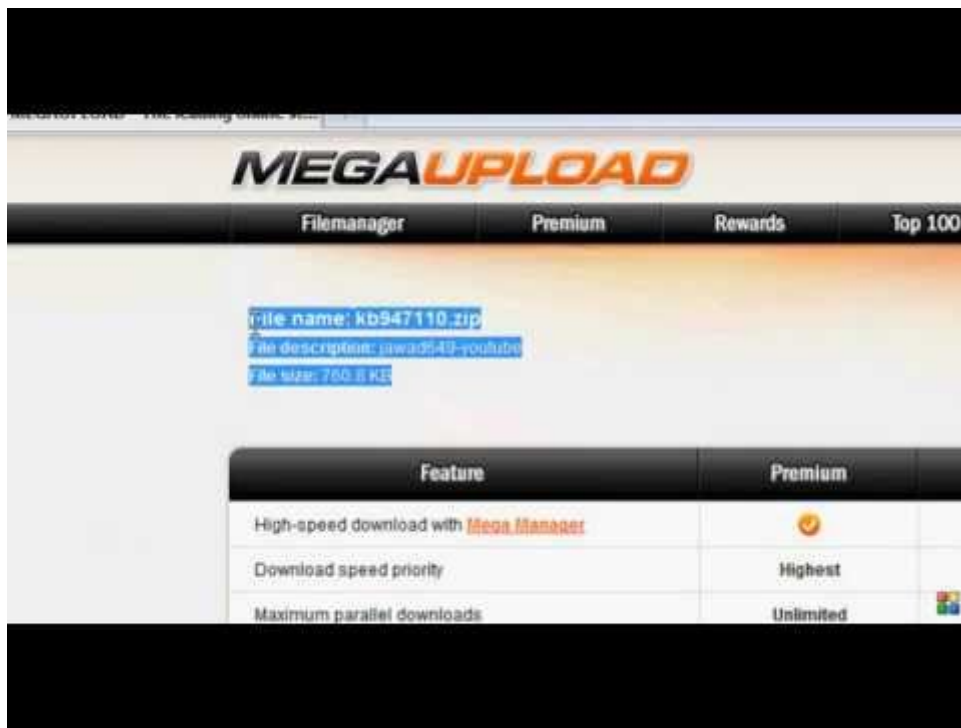 MEGAUPLOAD
Filemanager Premium Rewards Top 100
File name: kb947110.zip
File description: jawad649-youtube
File size: 760.8 KB
Feature Premium
High-speed download with Mega Manager
Download speed priority Highest
Maximum parallel downloads Unlimited